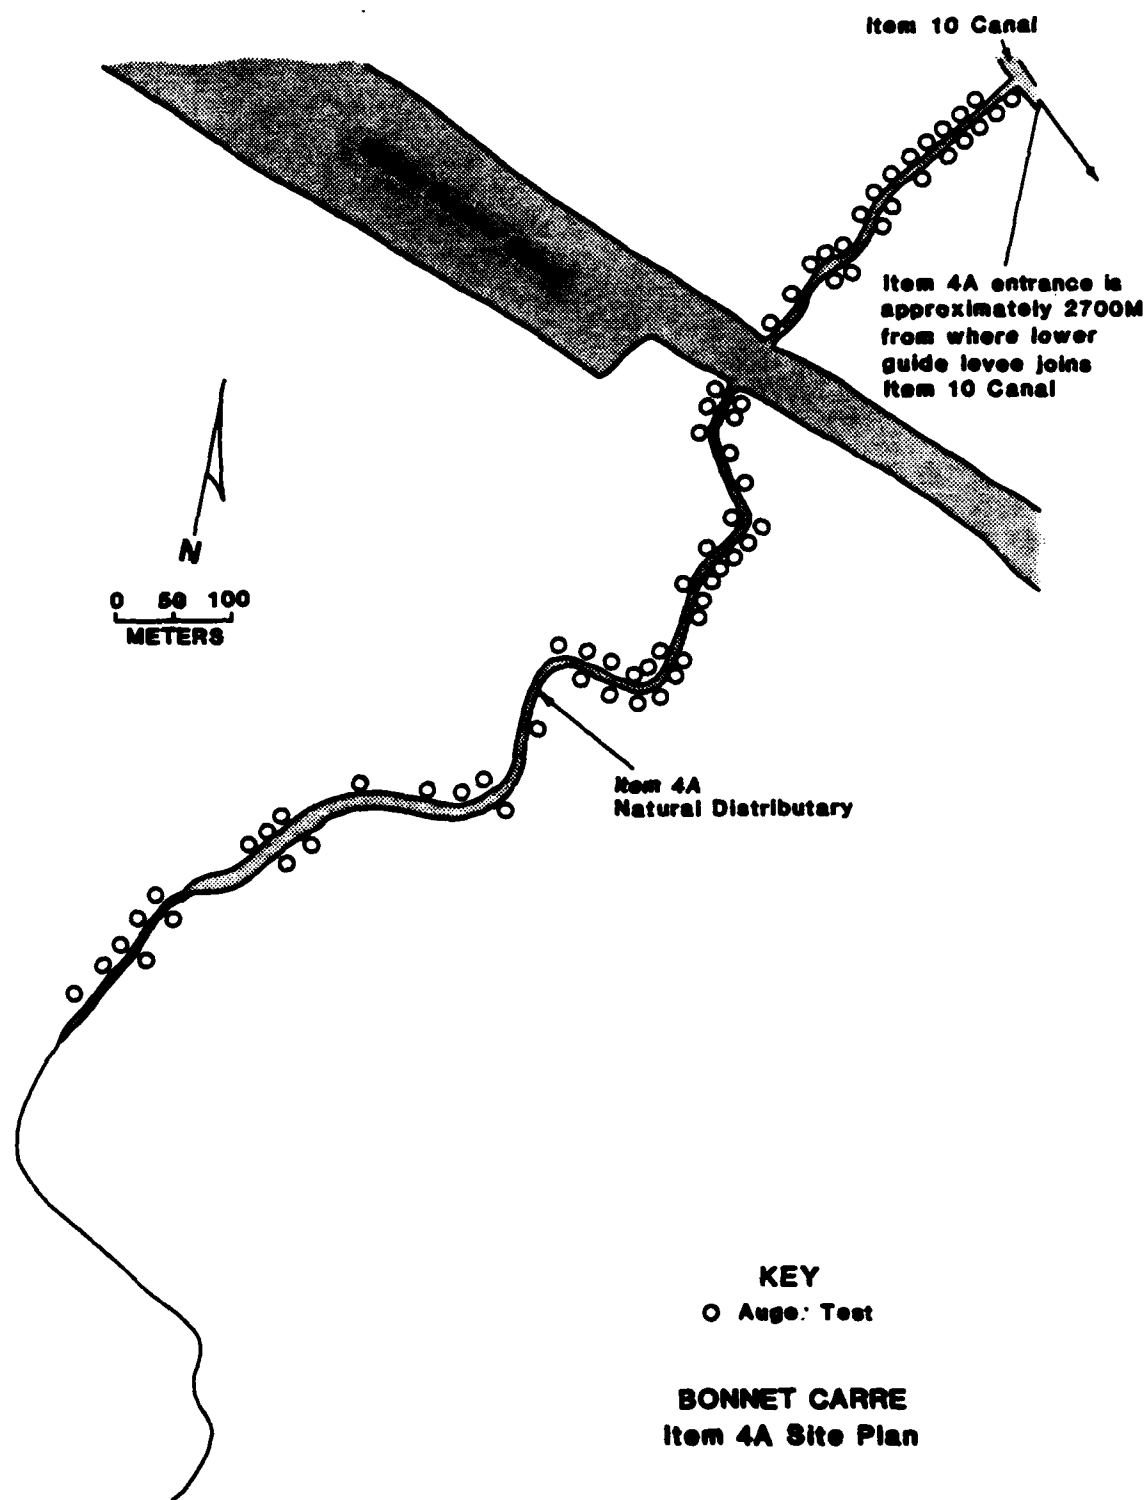 Item 10 Canal
Item 4A entrance is
approximately 2700M
from where lower
guide levee joins
Item 10 Canal
N
0 50 100
METERS
Item 4A
Natural Distributary
KEY
Auge: Test
BONNET CARRE
Item 4A Site Plan